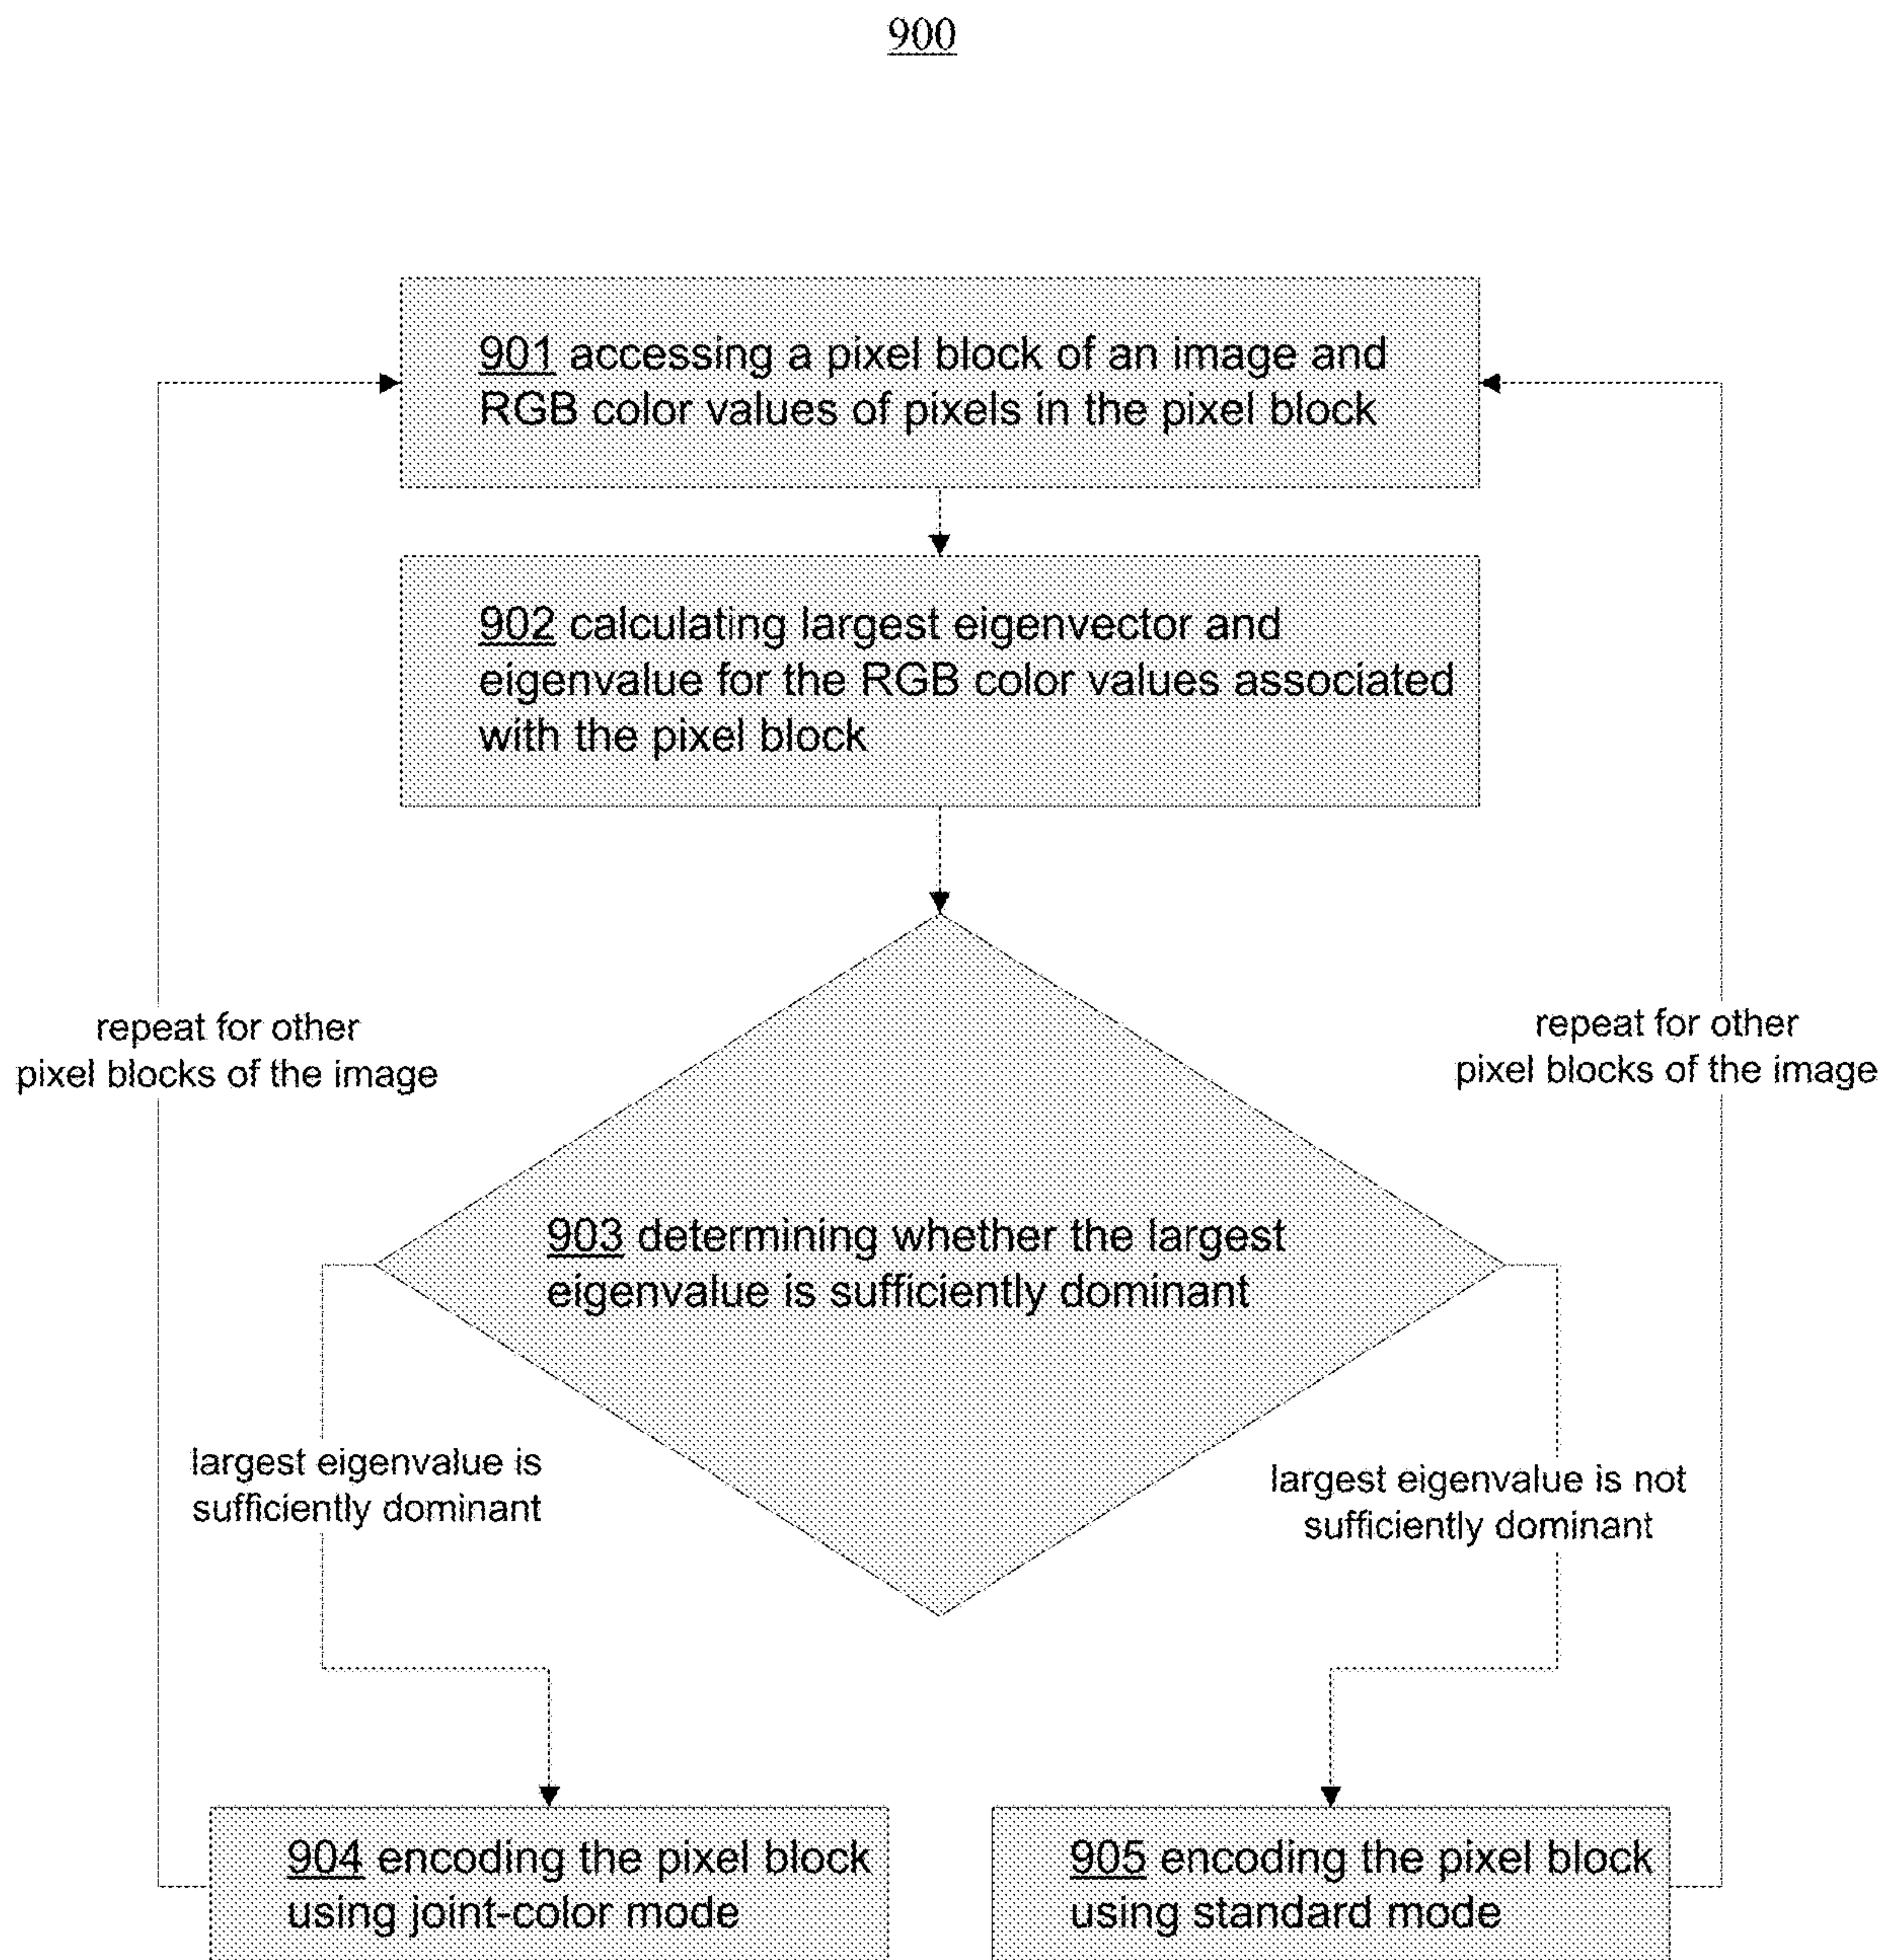 900
901 accessing a pixel block of an image and
RGB color values of pixels in the pixel block
902 calculating largest eigenvector and
eigenvalue for the RGB color values associated
with the pixel block
repeat for other
pixel blocks of the image
repeat for other
pixel blocks of the image
903 determining whether the largest
eigenvalue is sufficiently dominant
largest eigenvalue is
sufficiently dominant
largest eigenvalue is not
sufficiently dominant
904 encoding the pixel block
using joint-color mode
905 encoding the pixel block
using standard mode